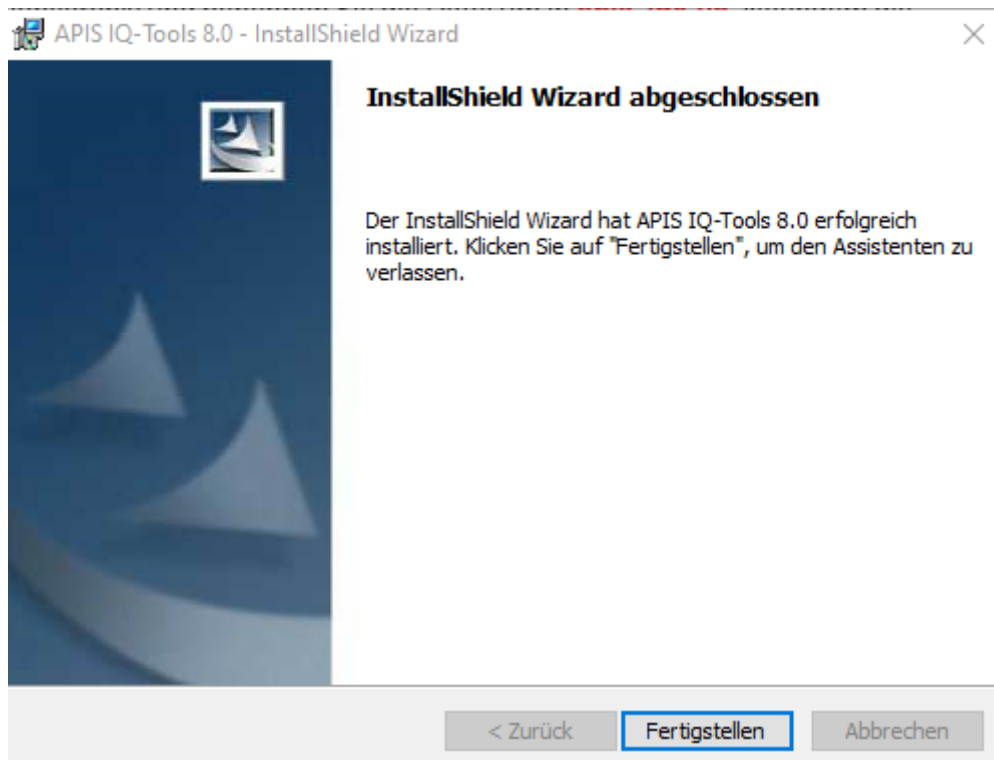 APIS IQ-Tools 8.0 - InstallShield Wizard
InstallShield Wizard abgeschlossen
Der InstallShield Wizard hat APIS IQ-Tools 8.0 erfolgreich
installiert. Klicken Sie auf "Fertigstellen", um den Assistenten zu
verlassen.
< Zurück
Fertigstellen
Abbrechen